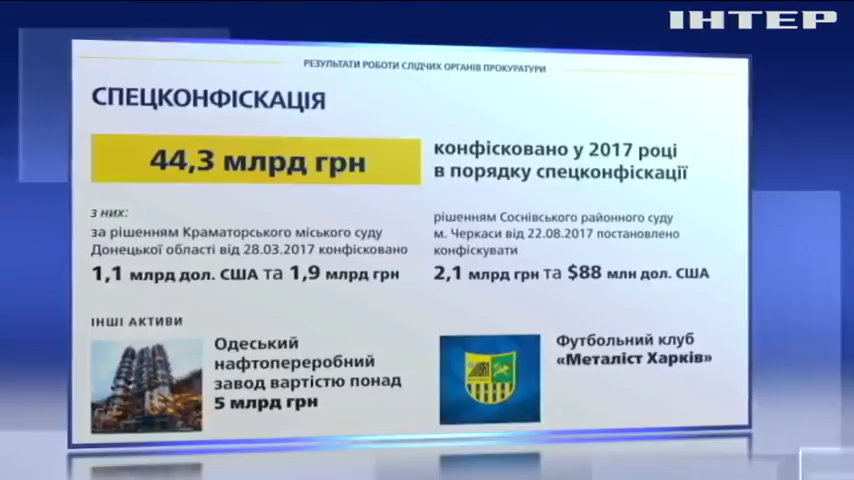 ІНТЕР
РЕЗУЛЬТАТИ РОБОТИ СЛІДЧИХ ОРГАНІВ ПРОКУРАТУРИ
СПЕЦКОНФІСКАЦІЯ
44,3 млрд грн
конфісковано у 2017 році
в порядку спецконфіскації
з них:
за рішенням Краматорського міського суду
Донецької області від 28.03.2017 конфісковано
1,1 млрд дол. США та 1,9 млрд грн
рішенням Соснівського районного суду
м. Черкаси від 22.08.2017 постановлено
конфіскувати
2,1 млрд грн та $88 млн дол. США
ІНШІ АКТИВИ
Одеський
нафтопереробний
завод вартістю понад
5 млрд грн
Футбольний клуб
«Металіст Харків»